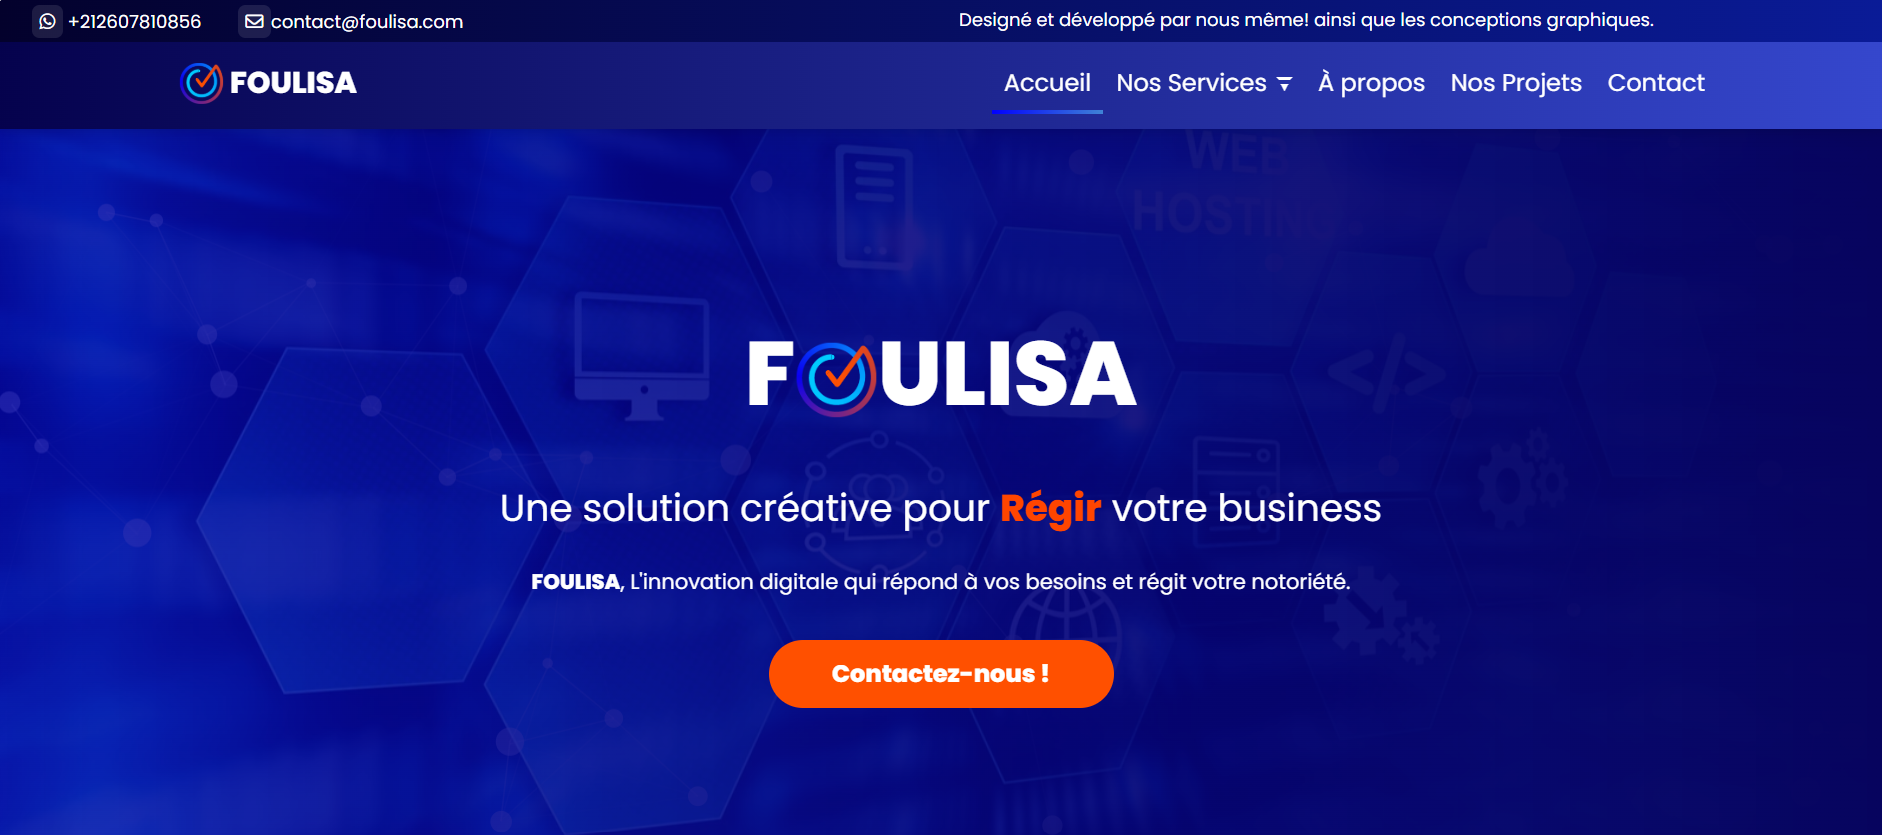 +212607810856 contact@foulisa.com Designé et développé par nous même! ainsi que les conceptions graphiques.
FOULISA Accueil Nos Services À propos Nos Projets Contact
WEB
HOSTING
FOULISA
Une solution créative pour Régir votre business
FOULISA, L'innovation digitale qui répond à vos besoins et régit votre notoriété.
Contactez-nous !